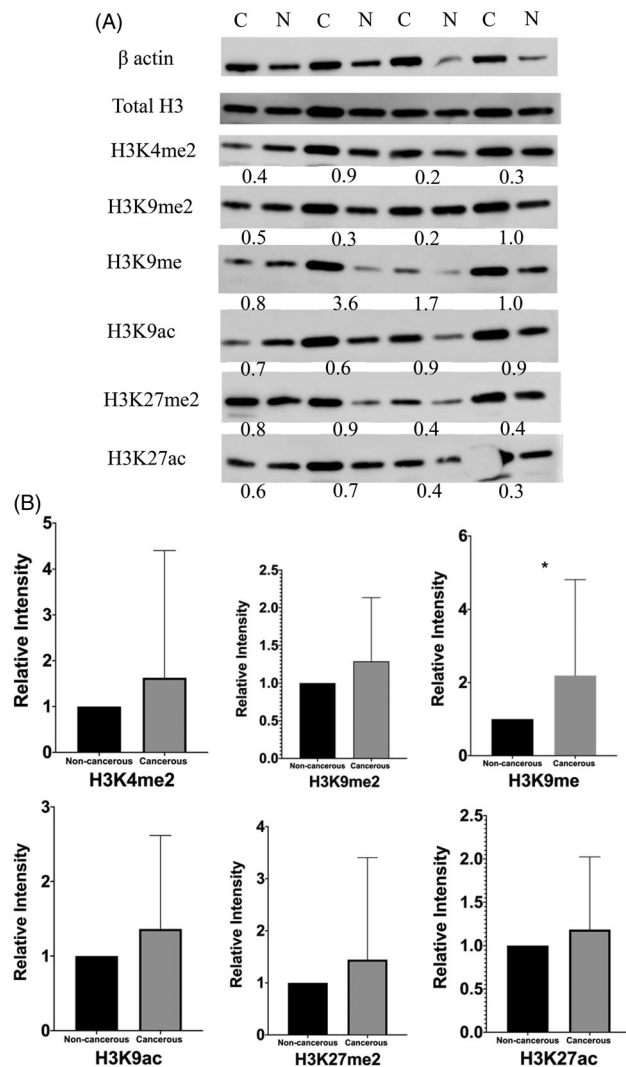 (A)
C N C N C N C N
β actin
Total H3
H3K4me2
0.4 0.9 0.2 0.3
H3K9me2
0.5 0.3 0.2 1.0
H3K9me
0.8 3.6 1.7 1.0
H3K9ac
0.7 0.6 0.9 0.9
H3K27me2
0.8 0.9 0.4 0.4
H3K27ac
0.6 0.7 0.4 0.3
(B)
Relative Intensity
5
4
3
2
1
0
Non-cancerous Cancerous
H3K4me2
Relative Intensity
2.5
2.0
1.5
1.0
0.5
0.0
Non-cancerous Cancerous
H3K9me2
Relative Intensity
6
4
2
0
*
Non-cancerous Cancerous
H3K9me
Relative Intensity
3
2
1
0
Non-cancerous Cancerous
H3K9ac
Relative Intensity
4
3
2
1
0
Non-cancerous Cancerous
H3K27me2
Relative Intensity
2.5
2.0
1.5
1.0
0.5
0.0
Non-cancerous Cancerous
H3K27ac